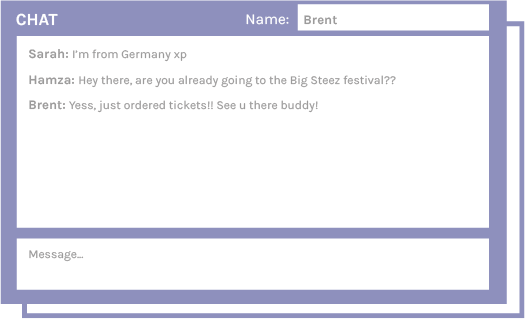 CHAT Name: Brent
Sarah: I'm from Germany xp
Hamza: Hey there, are you already going to the Big Steez festival??
Brent: Yess, just ordered tickets!! See u there buddy!
Message...